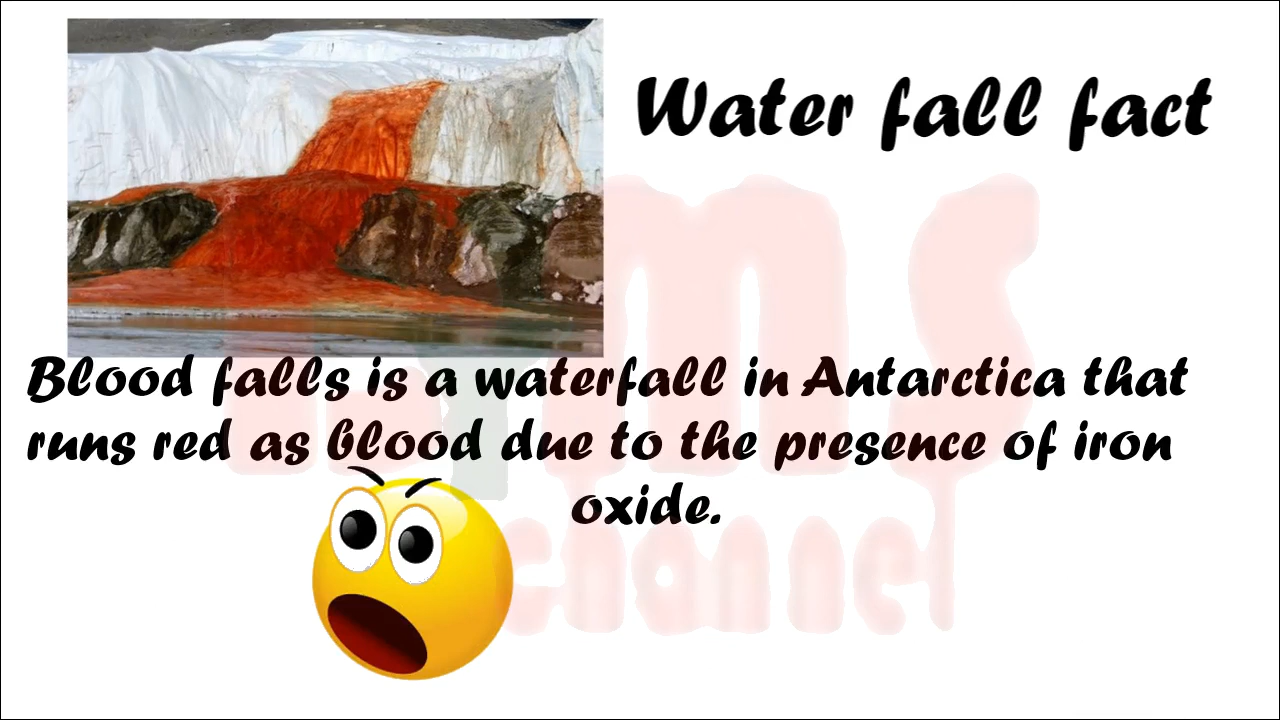 Water fall fact
Blood falls is a waterfall in Antarctica that
runs red as blood due to the presence of iron
oxide.
channel